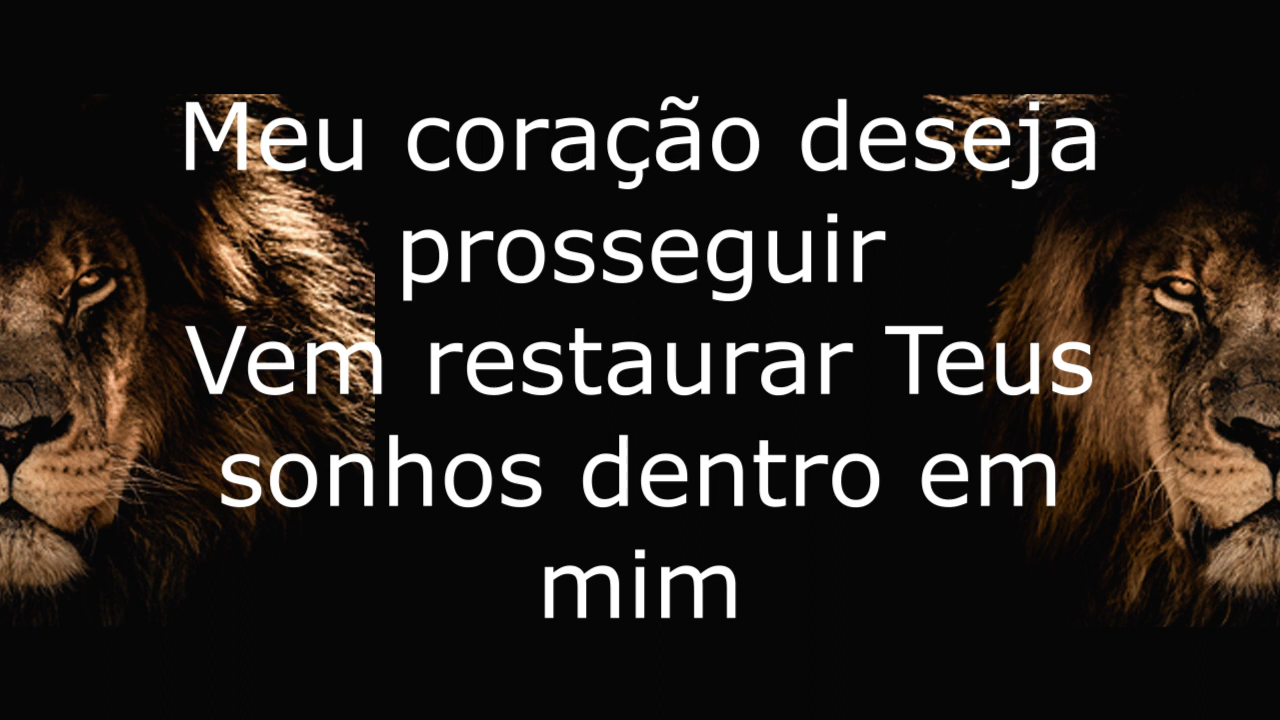 Meu coração deseja
prosseguir
Vem restaurar Teus
sonhos dentro em
mim